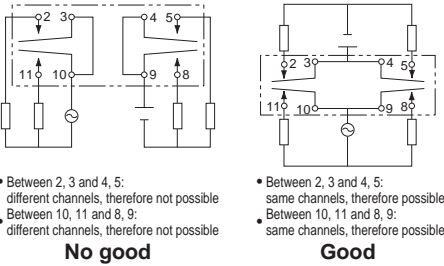 2 3 4 5
11 10 9 8
2 3 4 5
11 10 9 8
• Between 2, 3 and 4, 5:
different channels, therefore not possible
• Between 10, 11 and 8, 9:
different channels, therefore not possible
No good
• Between 2, 3 and 4, 5:
same channels, therefore possible
• Between 10, 11 and 8, 9:
same channels, therefore possible
Good